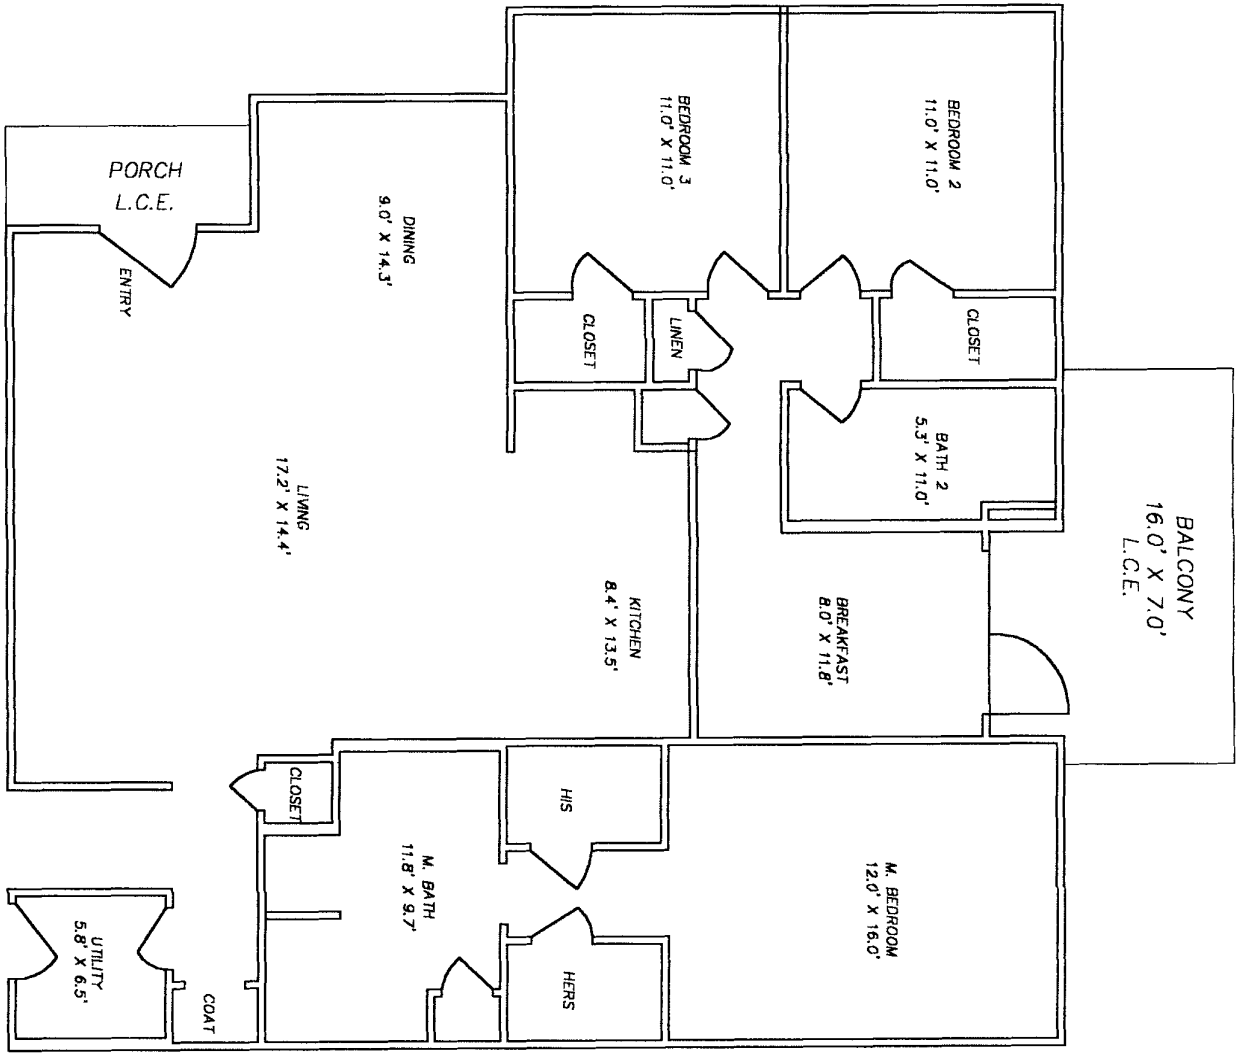 BEDROOM 3
11.0' X 11.0'
BEDROOM 2
11.0' X 11.0'
PORCH
L.C.E.
ENTRY
DINING
9.0' X 14.3'
CLOSET
LINEN
CLOSET
BATH 2
5.3' X 11.0'
LIVING
17.2' X 14.4'
KITCHEN
8.4' X 13.5'
BREAKFAST
8.0' X 11.8'
BALCONY
16.0' X 7.0'
L.C.E.
CLOSET
HIS
M. BATH
11.8' X 9.7'
M. BEDROOM
12.0' X 16.0'
HERS
UTILITY
5.8' X 6.5'
COAT